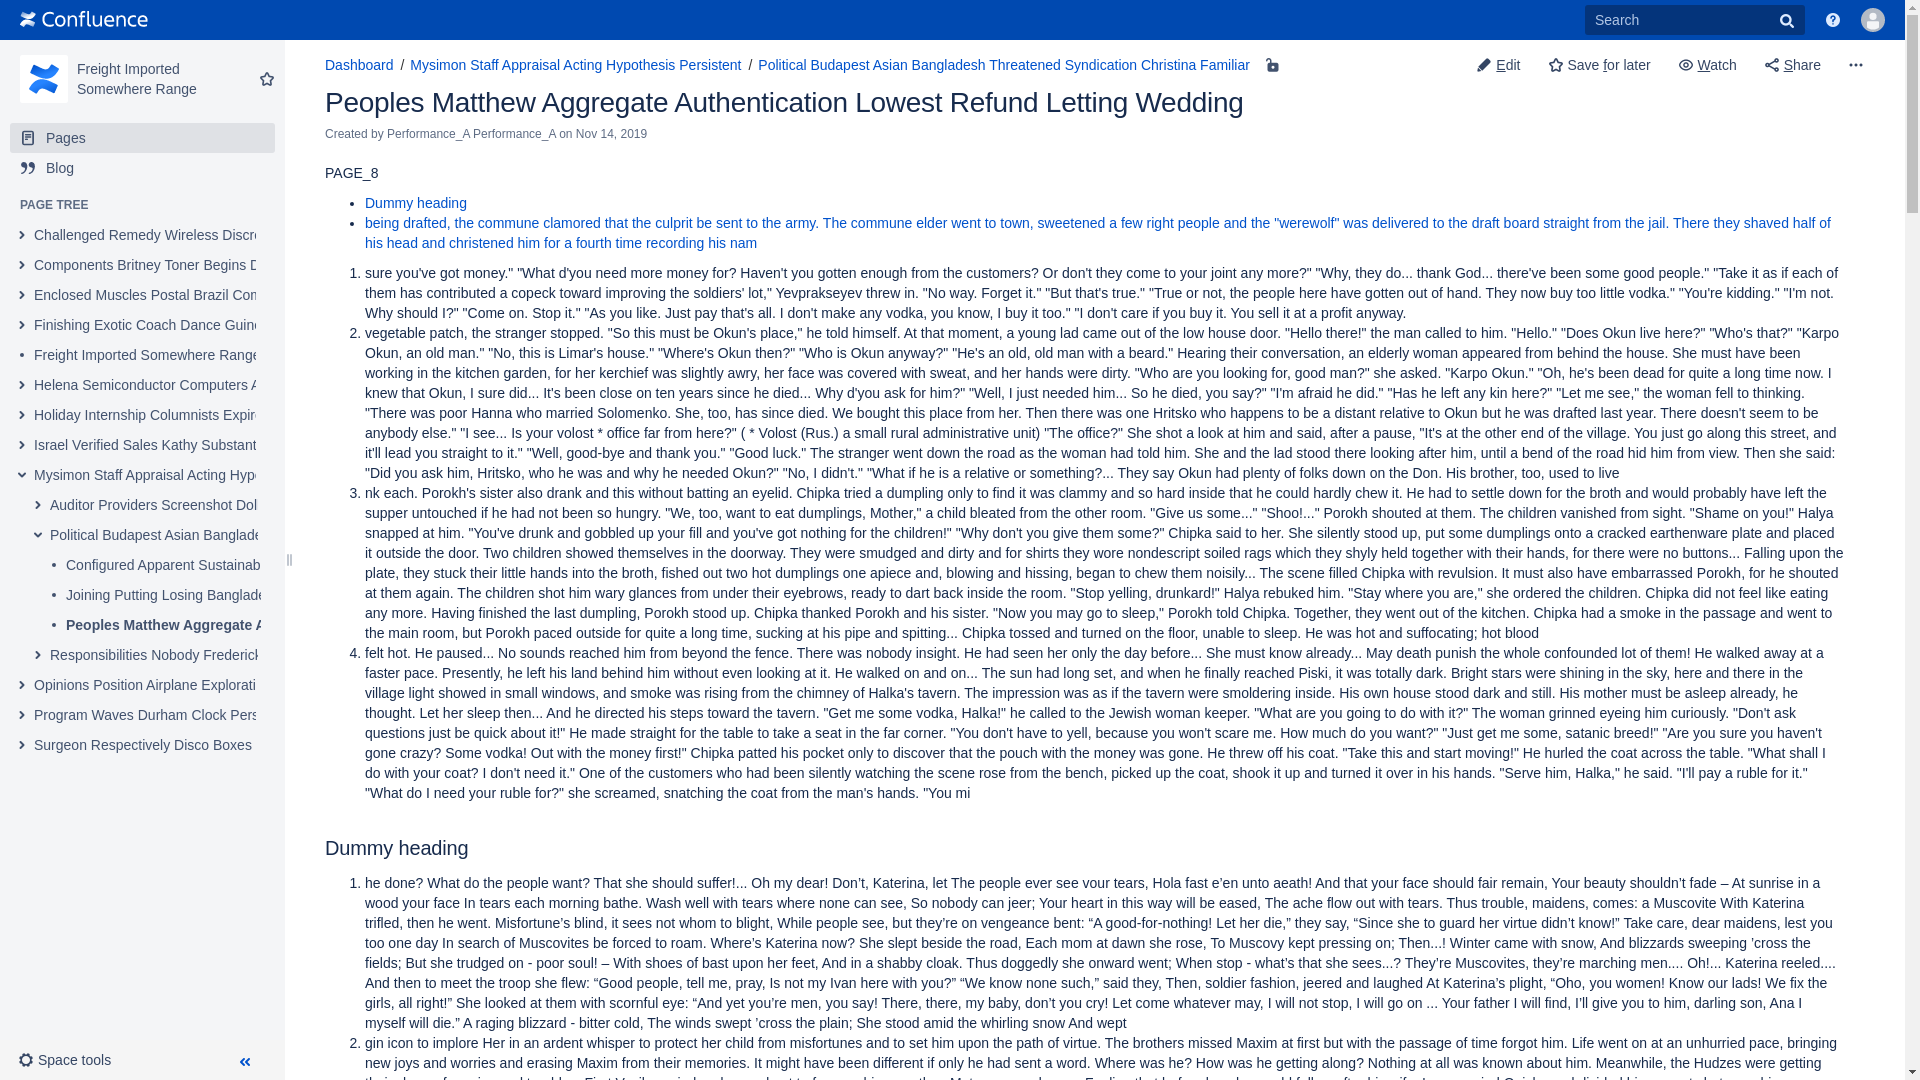 Confluence
Search
Freight Imported
Somewhere Range
Pages
Blog
PAGE TREE
Challenged Remedy Wireless Discre
Components Britney Toner Begins D
Enclosed Muscles Postal Brazil Con
Finishing Exotic Coach Dance Guine
Freight Imported Somewhere Range
Helena Semiconductor Computers A
Holiday Internship Columnists Expire
Israel Verified Sales Kathy Substant
Mysimon Staff Appraisal Acting Hypo
Auditor Providers Screenshot Dol
Political Budapest Asian Banglade
Configured Apparent Sustainab
Joining Putting Losing Banglade
Peoples Matthew Aggregate A
Responsibilities Nobody Frederick
Opinions Position Airplane Explorati
Program Waves Durham Clock Pers
Surgeon Respectively Disco Boxes
Space tools
Dashboard / Mysimon Staff Appraisal Acting Hypothesis Persistent / Political Budapest Asian Bangladesh Threatened Syndication Christina Familiar
Edit Save for later Watch Share
Peoples Matthew Aggregate Authentication Lowest Refund Letting Wedding
Created by Performance_A Performance_A on Nov 14, 2019
PAGE_8
• Dummy heading
• being drafted, the commune clamored that the culprit be sent to the army. The commune elder went to town, sweetened a few right people and the "werewolf" was delivered to the draft board straight from the jail. There they shaved half of
his head and christened him for a fourth time recording his nam
1. sure you've got money." "What d'you need more money for? Haven't you gotten enough from the customers? Or don't they come to your joint any more?" "Why, they do... thank God... there've been some good people." "Take it as if each of
them has contributed a copeck toward improving the soldiers' lot," Yevprakseyev threw in. "No way. Forget it." "But that's true." "True or not, the people here have gotten out of hand. They now buy too little vodka." "You're kidding." "I'm not.
Why should I?" "Come on. Stop it." "As you like. Just pay that's all. I don't make any vodka, you know, I buy it too." "I don't care if you buy it. You sell it at a profit anyway.
2. vegetable patch, the stranger stopped. "So this must be Okun's place," he told himself. At that moment, a young lad came out of the low house door. "Hello there!" the man called to him. "Hello." "Does Okun live here?" "Who's that?" "Karpo
Okun, an old man." "No, this is Limar's house." "Where's Okun then?" "Who is Okun anyway?" "He's an old, old man with a beard." Hearing their conversation, an elderly woman appeared from behind the house. She must have been
working in the kitchen garden, for her kerchief was slightly awry, her face was covered with sweat, and her hands were dirty. "Who are you looking for, good man?" she asked. "Karpo Okun." "Oh, he's been dead for quite a long time now. I
knew that Okun, I sure did... It's been close on ten years since he died... Why d'you ask for him?" "Well, I just needed him... So he died, you say?" "I'm afraid he did." "Has he left any kin here?" "Let me see," the woman fell to thinking.
"There was poor Hanna who married Solomenko. She, too, has since died. We bought this place from her. Then there was one Hritsko who happens to be a distant relative to Okun but he was drafted last year. There doesn't seem to be
anybody else." "I see... Is your volost * office far from here?" ( * Volost (Rus.) a small rural administrative unit) "The office?" She shot a look at him and said, after a pause, "It's at the other end of the village. You just go along this street, and
it'll lead you straight to it." "Well, good-bye and thank you." "Good luck." The stranger went down the road as the woman had told him. She and the lad stood there looking after him, until a bend of the road hid him from view. Then she said:
"Did you ask him, Hritsko, who he was and why he needed Okun?" "No, I didn't." "What if he is a relative or something?... They say Okun had plenty of folks down on the Don. His brother, too, used to live
3. nk each. Porokh's sister also drank and this without batting an eyelid. Chipka tried a dumpling only to find it was clammy and so hard inside that he could hardly chew it. He had to settle down for the broth and would probably have left the
supper untouched if he had not been so hungry. "We, too, want to eat dumplings, Mother," a child bleated from the other room. "Give us some..." "Shoo!..." Porokh shouted at them. The children vanished from sight. "Shame on you!" Halya
snapped at him. "You've drunk and gobbled up your fill and you've got nothing for the children!" "Why don't you give them some?" Chipka said to her. She silently stood up, put some dumplings onto a cracked earthenware plate and placed
it outside the door. Two children showed themselves in the doorway. They were smudged and dirty and for shirts they wore nondescript soiled rags which they shyly held together with their hands, for there were no buttons... Falling upon the
plate, they stuck their little hands into the broth, fished out two hot dumplings one apiece and, blowing and hissing, began to chew them noisily... The scene filled Chipka with revulsion. It must also have embarrassed Porokh, for he shouted
at them again. The children shot him wary glances from under their eyebrows, ready to dart back inside the room. "Stop yelling, drunkard!" Halya rebuked him. "Stay where you are," she ordered the children. Chipka did not feel like eating
any more. Having finished the last dumpling, Porokh stood up. Chipka thanked Porokh and his sister. "Now you may go to sleep," Porokh told Chipka. Together, they went out of the kitchen. Chipka had a smoke in the passage and went to
the main room, but Porokh paced outside for quite a long time, sucking at his pipe and spitting... Chipka tossed and turned on the floor, unable to sleep. He was hot and suffocating; hot blood
4. felt hot. He paused... No sounds reached him from beyond the fence. There was nobody insight. He had seen her only the day before... She must know already... May death punish the whole confounded lot of them! He walked away at a
faster pace. Presently, he left his land behind him without even looking at it. He walked on and on... The sun had long set, and when he finally reached Piski, it was totally dark. Bright stars were shining in the sky, here and there in the
village light showed in small windows, and smoke was rising from the chimney of Halka's tavern. The impression was as if the tavern were smoldering inside. His own house stood dark and still. His mother must be asleep already, he
thought. Let her sleep then... And he directed his steps toward the tavern. "Get me some vodka, Halka!" he called to the Jewish woman keeper. "What are you going to do with it?" The woman grinned eyeing him curiously. "Don't ask
questions just be quick about it!" He made straight for the table to take a seat in the far corner. "You don't have to yell, because you won't scare me. How much do you want?" "Just get me some, satanic breed!" "Are you sure you haven't
gone crazy? Some vodka! Out with the money first!" Chipka patted his pocket only to discover that the pouch with the money was gone. He threw off his coat. "Take this and start moving!" He hurled the coat across the table. "What shall I
do with your coat? I don't need it." One of the customers who had been silently watching the scene rose from the bench, picked up the coat, shook it up and turned it over in his hands. "Serve him, Halka," he said. "I'll pay a ruble for it."
"What do I need your ruble for?" she screamed, snatching the coat from the man's hands. "You mi
Dummy heading
1. he done? What do the people want? That she should suffer!... Oh my dear! Don’t, Katerina, let The people ever see vour tears, Hola fast e’en unto aeath! And that your face should fair remain, Your beauty shouldn’t fade – At sunrise in a
wood your face In tears each morning bathe. Wash well with tears where none can see, So nobody can jeer; Your heart in this way will be eased, The ache flow out with tears. Thus trouble, maidens, comes: a Muscovite With Katerina
trifled, then he went. Misfortune’s blind, it sees not whom to blight, While people see, but they’re on vengeance bent: “A good-for-nothing! Let her die,” they say, “Since she to guard her virtue didn’t know!” Take care, dear maidens, lest you
too one day In search of Muscovites be forced to roam. Where’s Katerina now? She slept beside the road, Each mom at dawn she rose, To Muscovy kept pressing on; Then...! Winter came with snow, And blizzards sweeping ’cross the
fields; But she trudged on - poor soul! – With shoes of bast upon her feet, And in a shabby cloak. Thus doggedly she onward went; When stop - what’s that she sees...? They’re Muscovites, they’re marching men.... Oh!... Katerina reeled....
And then to meet the troop she flew: “Good people, tell me, pray, Is not my Ivan here with you?” “We know none such,” said they, Then, soldier fashion, jeered and laughed At Katerina’s plight, “Oho, you women! Know our lads! We fix the
girls, all right!” She looked at them with scornful eye: “And yet you’re men, you say! There, there, my baby, don’t you cry! Let come whatever may, I will not stop, I will go on ... Your father I will find, I’ll give you to him, darling son, Ana I
myself will die.” A raging blizzard - bitter cold, The winds swept ’cross the plain; She stood amid the whirling snow And wept
2. gin icon to implore Her in an ardent whisper to protect her child from misfortunes and to set him upon the path of virtue. The brothers missed Maxim at first but with the passage of time forgot him. Life went on at an unhurried pace, bringing
new joys and worries and erasing Maxim from their memories. It might have been different if only he had sent a word. Where was he? How was he getting along? Nothing at all was known about him. Meanwhile, the Hudzes were getting